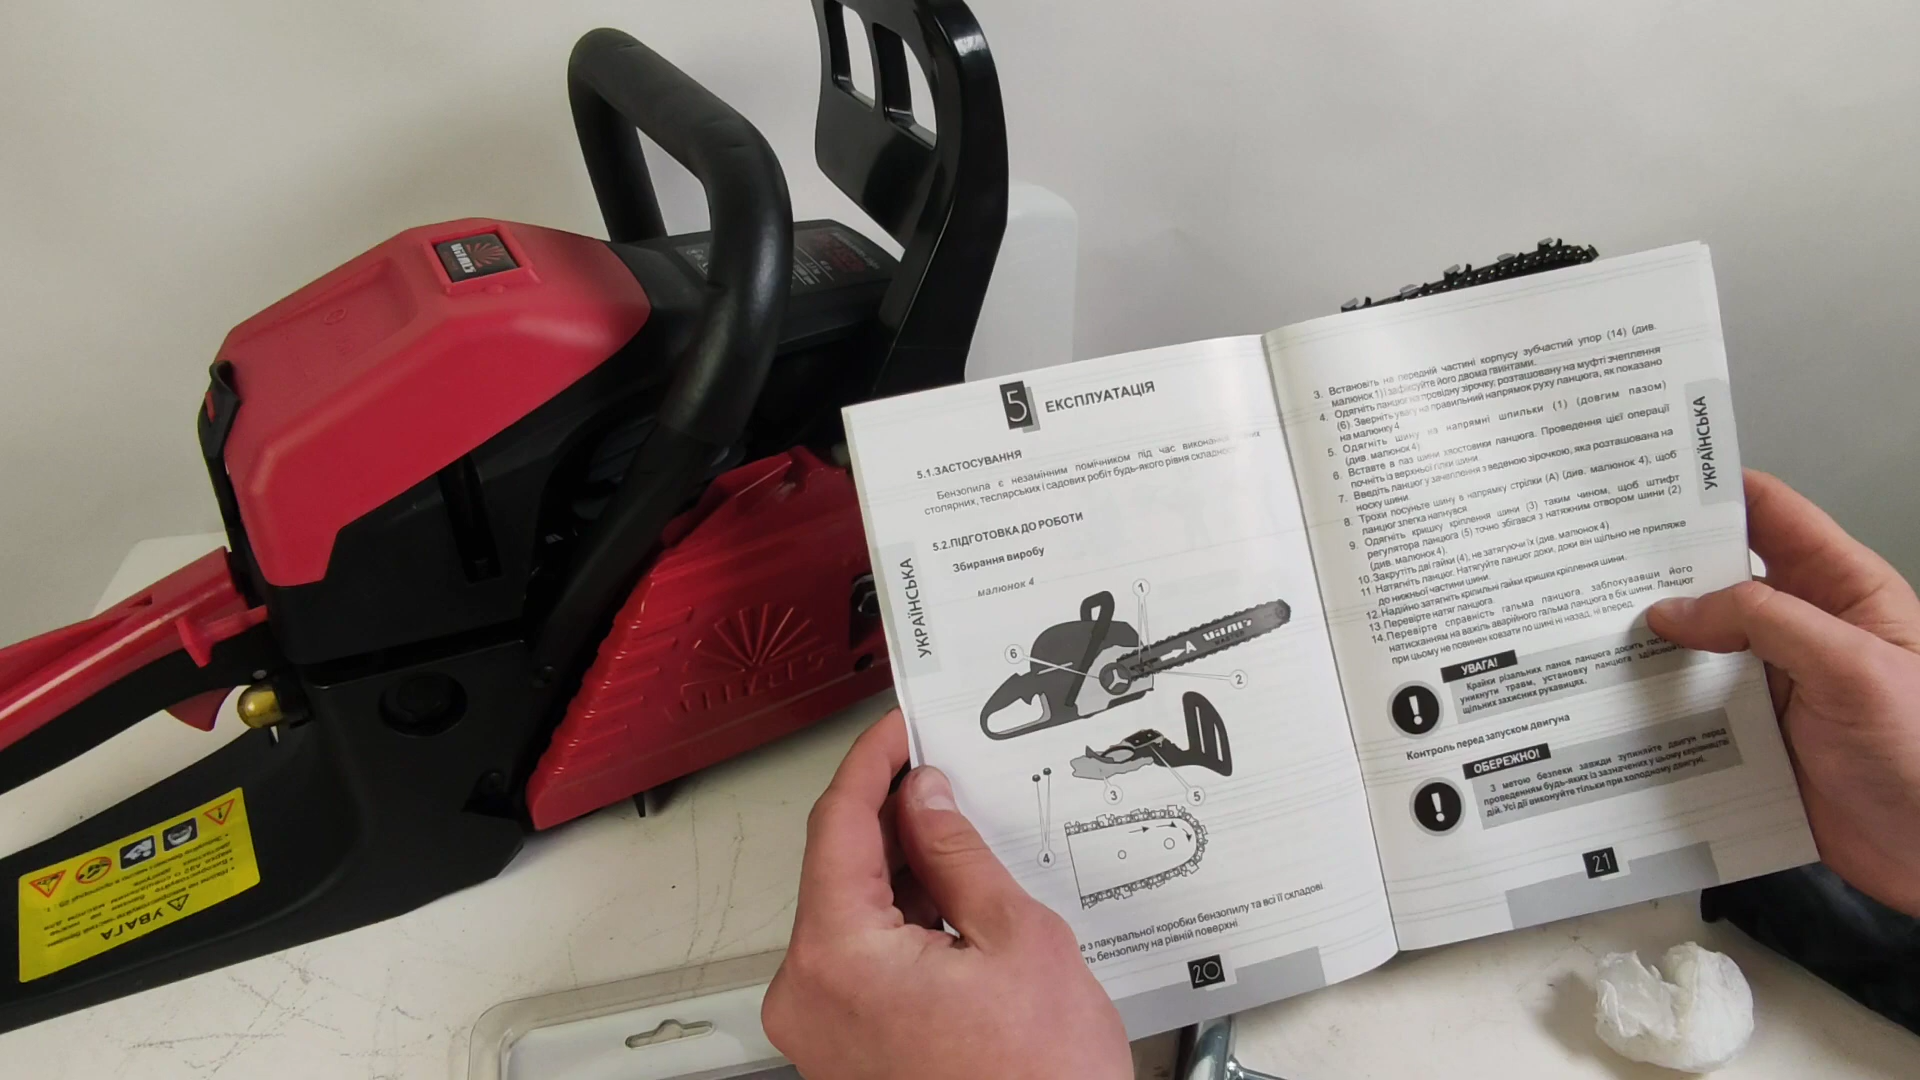 Vitals
5 ЕКСПЛУАТАЦІЯ
5.1.ЗАСТОСУВАННЯ
Бензопила є незамінним помічником під час виконання
столярних, теслярських і садових робіт будь-якого рівня
5.2.ПІДГОТОВКА ДО РОБОТИ
Збирання виробу
малюнок 4
1
6
2
3
5
4
Vitals
MASTER
A
е з пакувальної коробки бензопилу та всі її складові
ть бензопилу на рівній поверхні
20
УКРАЇНСЬКА
3. Встановіть на передній частині корпусу зубчастий упор (14) (див.
малюнок 1) і зафіксуйте його двома гвинтами.
4. Одягніть ланцюг на провідну зірочку, розташовану на муфті зчеплення
(6). Зверніть увагу на правильний напрямок руху ланцюга, як показано
на малюнку 4.
5. Одягніть шину на напрямні шпильки (1) (довгим пазом)
(див. малюнок 4).
6. Вставте в паз шини хвостовики ланцюга. Проведення цієї операції
почніть із верхньої гілки шини.
7. Введіть ланцюг у зачеплення з веденою зірочкою, яка розташована на
носку шини.
8. Трохи посуньте шину в напрямку стрілки (А) (див. малюнок 4), щоб
ланцюг злегка напнувся.
9. Одягніть кришку кріплення шини (3) таким чином, щоб штифт
регулятора ланцюга (5) точно збігався з натяжним отвором шини (2)
(див. малюнок 4).
10. Закрутіть дві гайки (4), не затягуючи їх (див. малюнок 4).
11. Натягніть ланцюг. Натягуйте ланцюг доки, доки він щільно не приляже
до нижньої частини шини.
12. Надійно затягніть кріпильні гайки кришки кріплення шини.
13. Перевірте натяг ланцюга.
14. Перевірте справність гальма ланцюга, заблокувавши його
натисканням на важіль аварійного гальма ланцюга в бік шини. Ланцюг
при цьому не повинен ковзати по шині ні назад, ні вперед.
УВАГА!
Крайки різальних ланок ланцюга досить
уникнути травм, установку ланцюга
щільних захисних рукавицях.
Контроль перед запуском двигуна
ОБЕРЕЖНО!
З метою безпеки завжди зупиняйте двигун перед
проведенням будь-яких із зазначених у цьому керівництві
дій. Усі дії виконуйте тільки при холодному двигуні.
21
УКРАЇНСЬКА
УВАГА